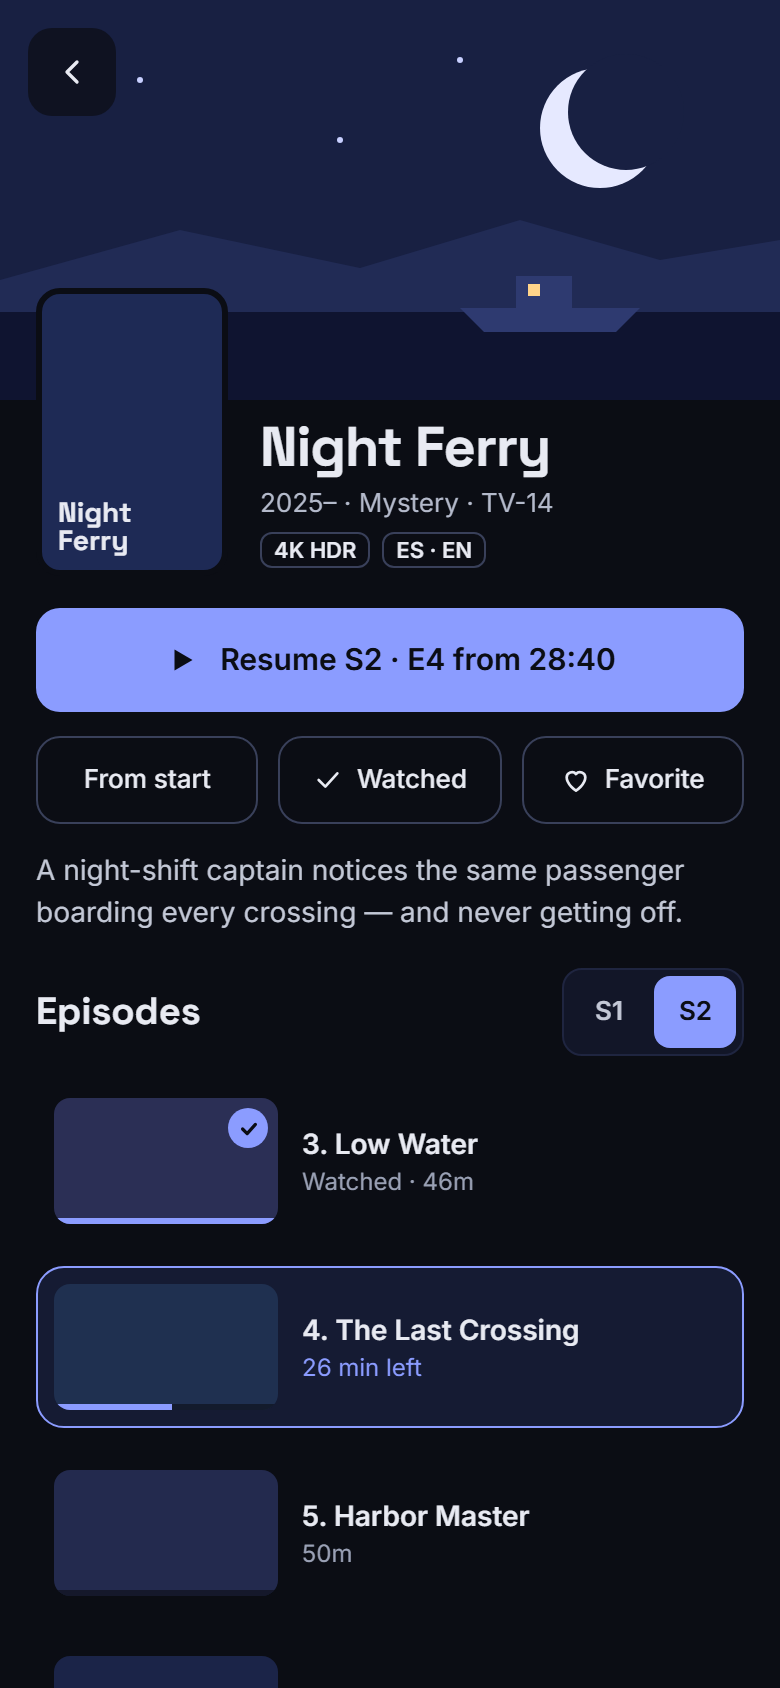 Night
Ferry
Night Ferry
2025– · Mystery · TV-14
4K HDR
ES · EN
Resume S2 · E4 from 28:40
From start
Watched
Favorite
A night-shift captain notices the same passenger
boarding every crossing — and never getting off.
Episodes
S1
S2
3. Low Water
Watched · 46m
4. The Last Crossing
26 min left
5. Harbor Master
50m